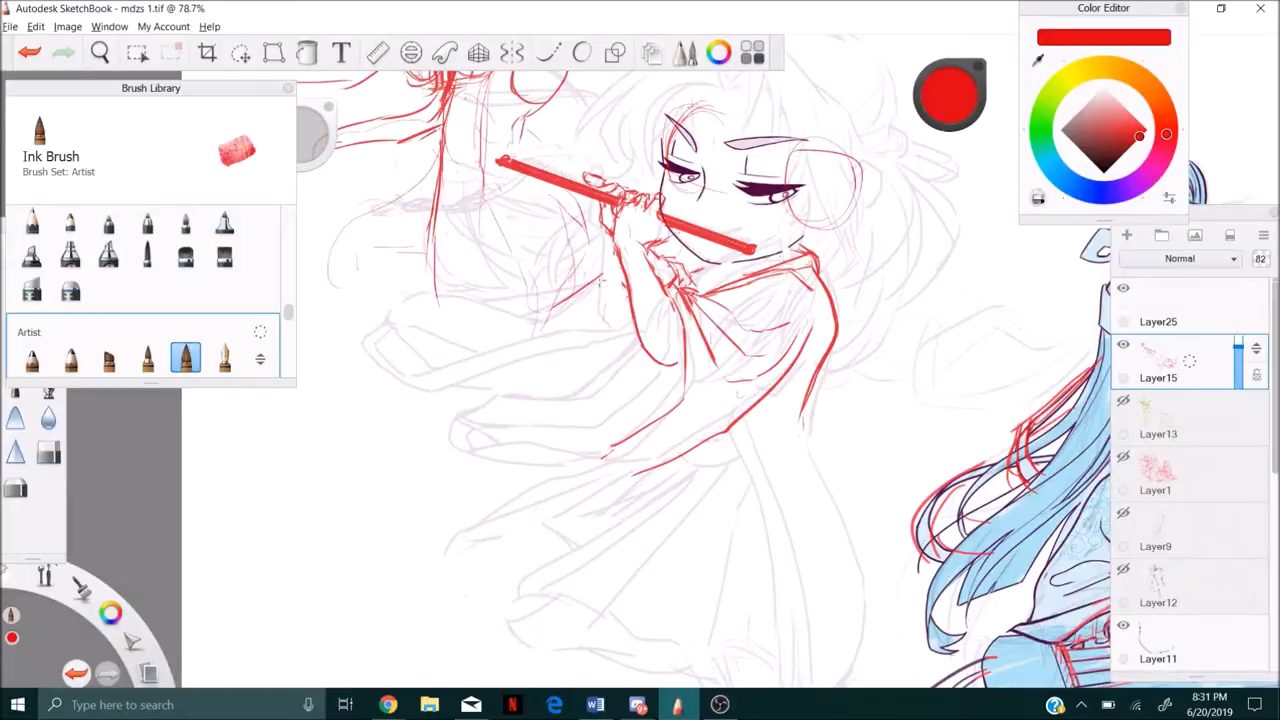 Autodesk SketchBook - mdzs 1.tif @ 78.7%
File Edit Image Window My Account Help
Color Editor
Brush Library
Ink Brush
Brush Set: Artist
Artist
Normal
82
Layer25
Layer15
Layer13
Layer1
Layer9
Layer12
Layer11
Type here to search
8:31 PM
6/20/2019